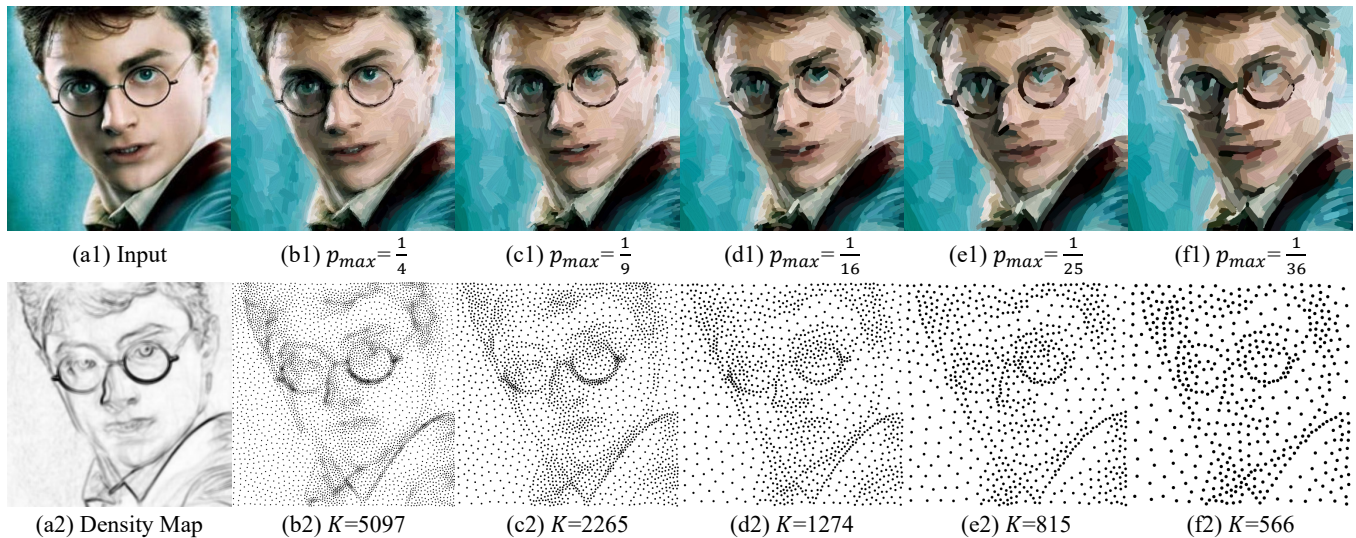 (a1) Input (b1) p_max = 1/4 (c1) p_max = 1/9 (d1) p_max = 1/16 (e1) p_max = 1/25 (f1) p_max = 1/36
(a2) Density Map (b2) K=5097 (c2) K=2265 (d2) K=1274 (e2) K=815 (f2) K=566